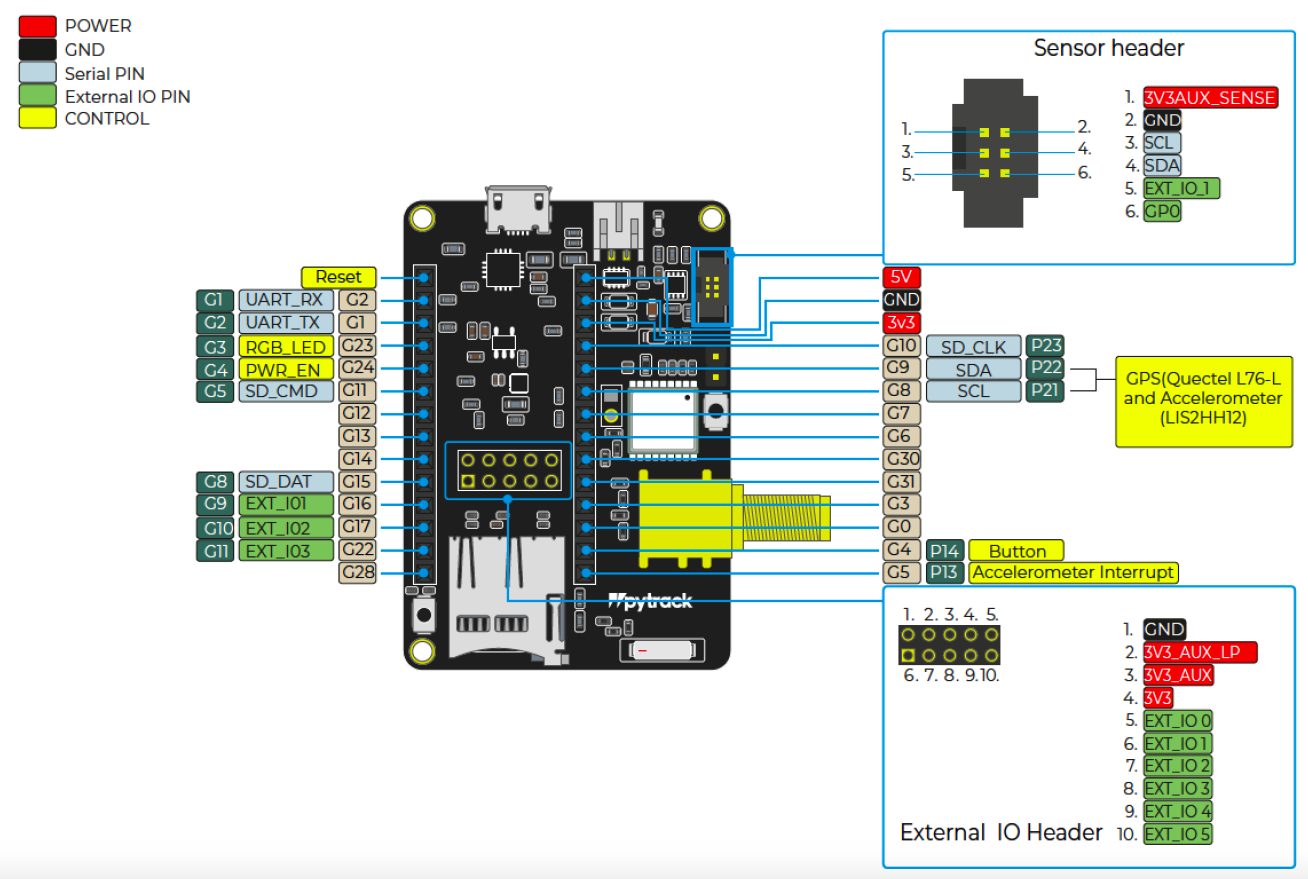 POWER
GND
Serial PIN
External IO PIN
CONTROL
Sensor header
1. 2.
3. 4.
5. 6.
1. 3V3AUX_SENSE
2. GND
3. SCL
4. SDA
5. EXT_IO_1
6. GP0
Reset
G1 UART_RX G2
G2 UART_TX G1
G3 RGB_LED G23
G4 PWR_EN G24
G5 SD_CMD G11
G12
G13
G14
G8 SD_DAT G15
G9 EXT_I01 G16
G10 EXT_I02 G17
G11 EXT_I03 G22
G28
5V
GND
3v3
G10 SD_CLK P23
G9 SDA P22
G8 SCL P21
G7
G6
G30
G31
G3
G0
G4 P14 Button
G5 P13 Accelerometer Interrupt
GPS(Quectel L76-L
and Accelerometer
(LIS2HH12)
pytrack
1. 2. 3. 4. 5.
6. 7. 8. 9.10.
1. GND
2. 3V3_AUX_LP
3. 3V3_AUX
4. 3V3
5. EXT_IO 0
6. EXT_IO 1
7. EXT_IO 2
8. EXT_IO 3
9. EXT_IO 4
10. EXT_IO 5
External IO Header